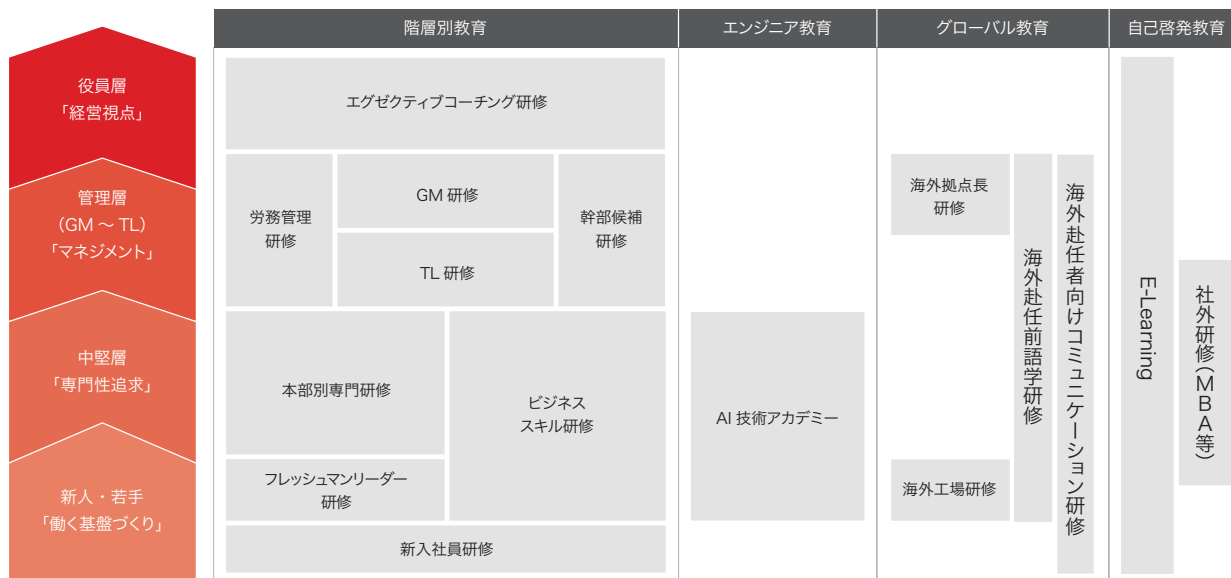 階層別教育
エンジニア教育
グローバル教育
自己啓発教育
役員層
「経営視点」
管理層
(GM ～ TL)
「マネジメント」
中堅層
「専門性追求」
新人・若手
「働く基盤づくり」
エグゼクティブコーチング研修
労務管理
研修
GM 研修
TL 研修
幹部候補
研修
本部別専門研修
ビジネス
スキル研修
フレッシュマンリーダー
研修
新入社員研修
AI 技術アカデミー
海外拠点長
研修
海外工場研修
海外赴任前語学研修
海外赴任者向けコミュニケーション研修
E-Learning
社外研修(MBA等)